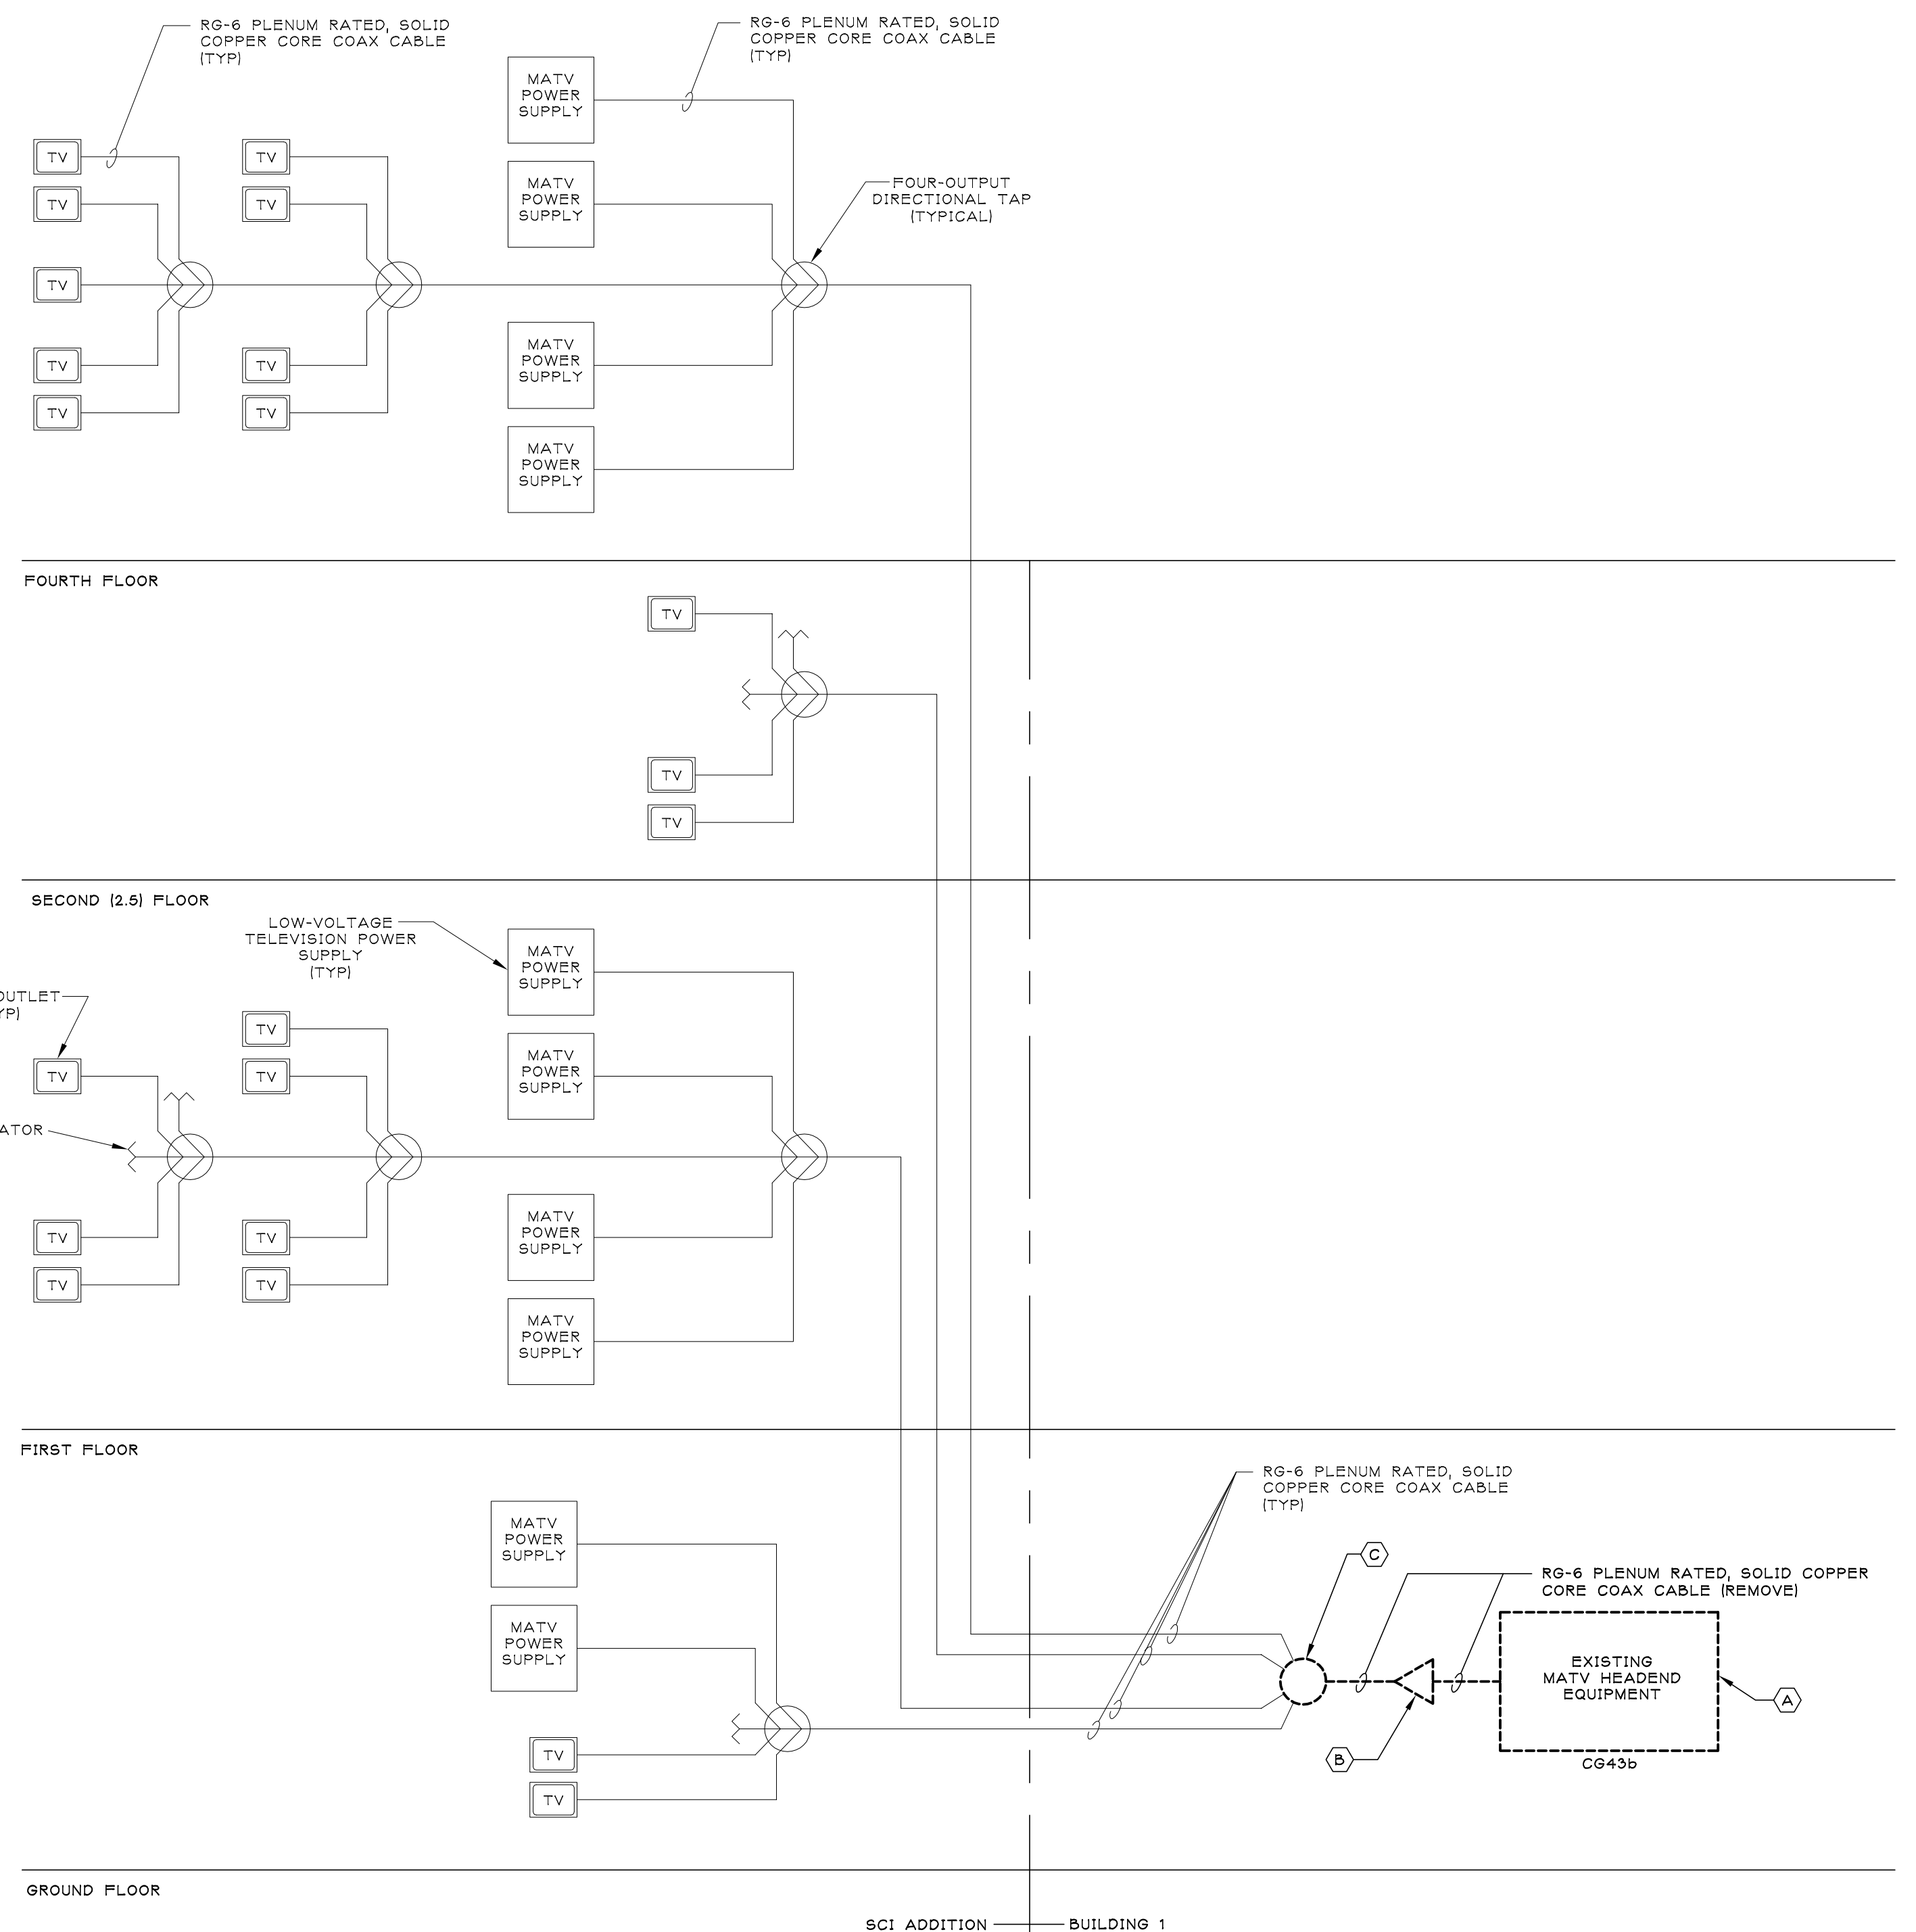 RG-6 PLENUM RATED, SOLID
COPPER CORE COAX CABLE
(TYP)
RG-6 PLENUM RATED, SOLID
COPPER CORE COAX CABLE
(TYP)
MATV
POWER
SUPPLY
TV
TV
MATV
POWER
SUPPLY
FOUR-OUTPUT
DIRECTIONAL TAP
(TYPICAL)
TV
TV
TV
MATV
POWER
SUPPLY
TV
TV
TV
TV
MATV
POWER
SUPPLY
FOURTH FLOOR
TV
TV
TV
SECOND (2.5) FLOOR
LOW-VOLTAGE
TELEVISION POWER
SUPPLY
(TYP)
MATV
POWER
SUPPLY
OUTLET
YP)
TV
MATV
POWER
SUPPLY
TV
TV
ATOR
MATV
POWER
SUPPLY
TV
TV
TV
TV
MATV
POWER
SUPPLY
FIRST FLOOR
RG-6 PLENUM RATED, SOLID
COPPER CORE COAX CABLE
(TYP)
MATV
POWER
SUPPLY
C
RG-6 PLENUM RATED, SOLID COPPER
CORE COAX CABLE (REMOVE)
MATV
POWER
SUPPLY
EXISTING
MATV HEADEND
EQUIPMENT
A
B
CG43b
TV
TV
GROUND FLOOR
SCI ADDITION
BUILDING 1